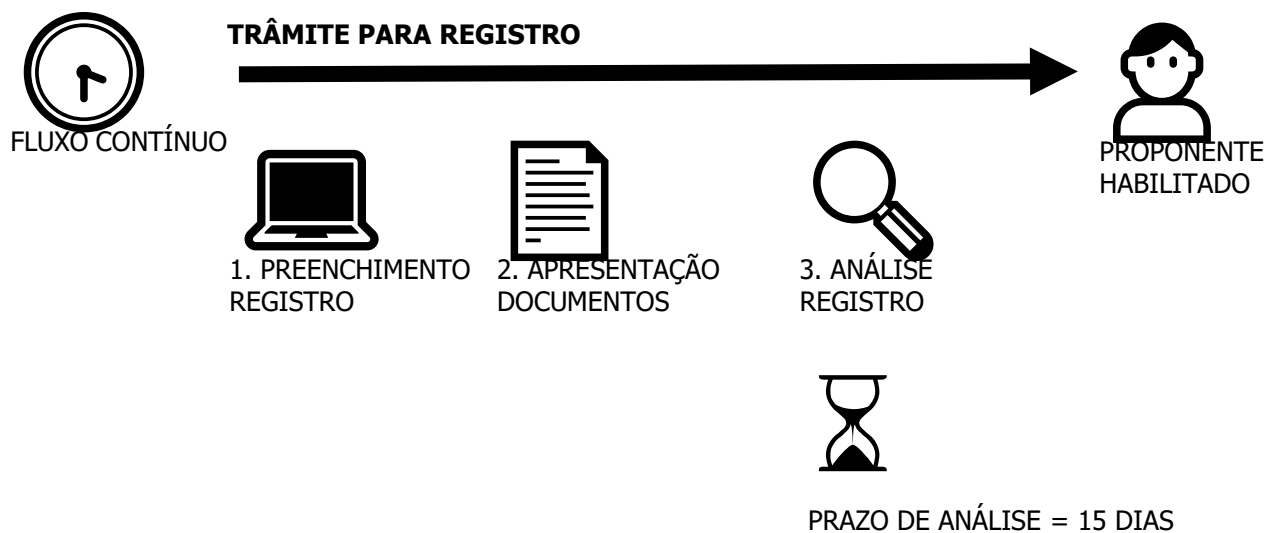 TRÂMITE PARA REGISTRO
FLUXO CONTÍNUO
PROPONENTE
HABILITADO
1. PREENCHIMENTO
REGISTRO
2. APRESENTAÇÃO
DOCUMENTOS
3. ANÁLISE
REGISTRO
PRAZO DE ANÁLISE = 15 DIAS